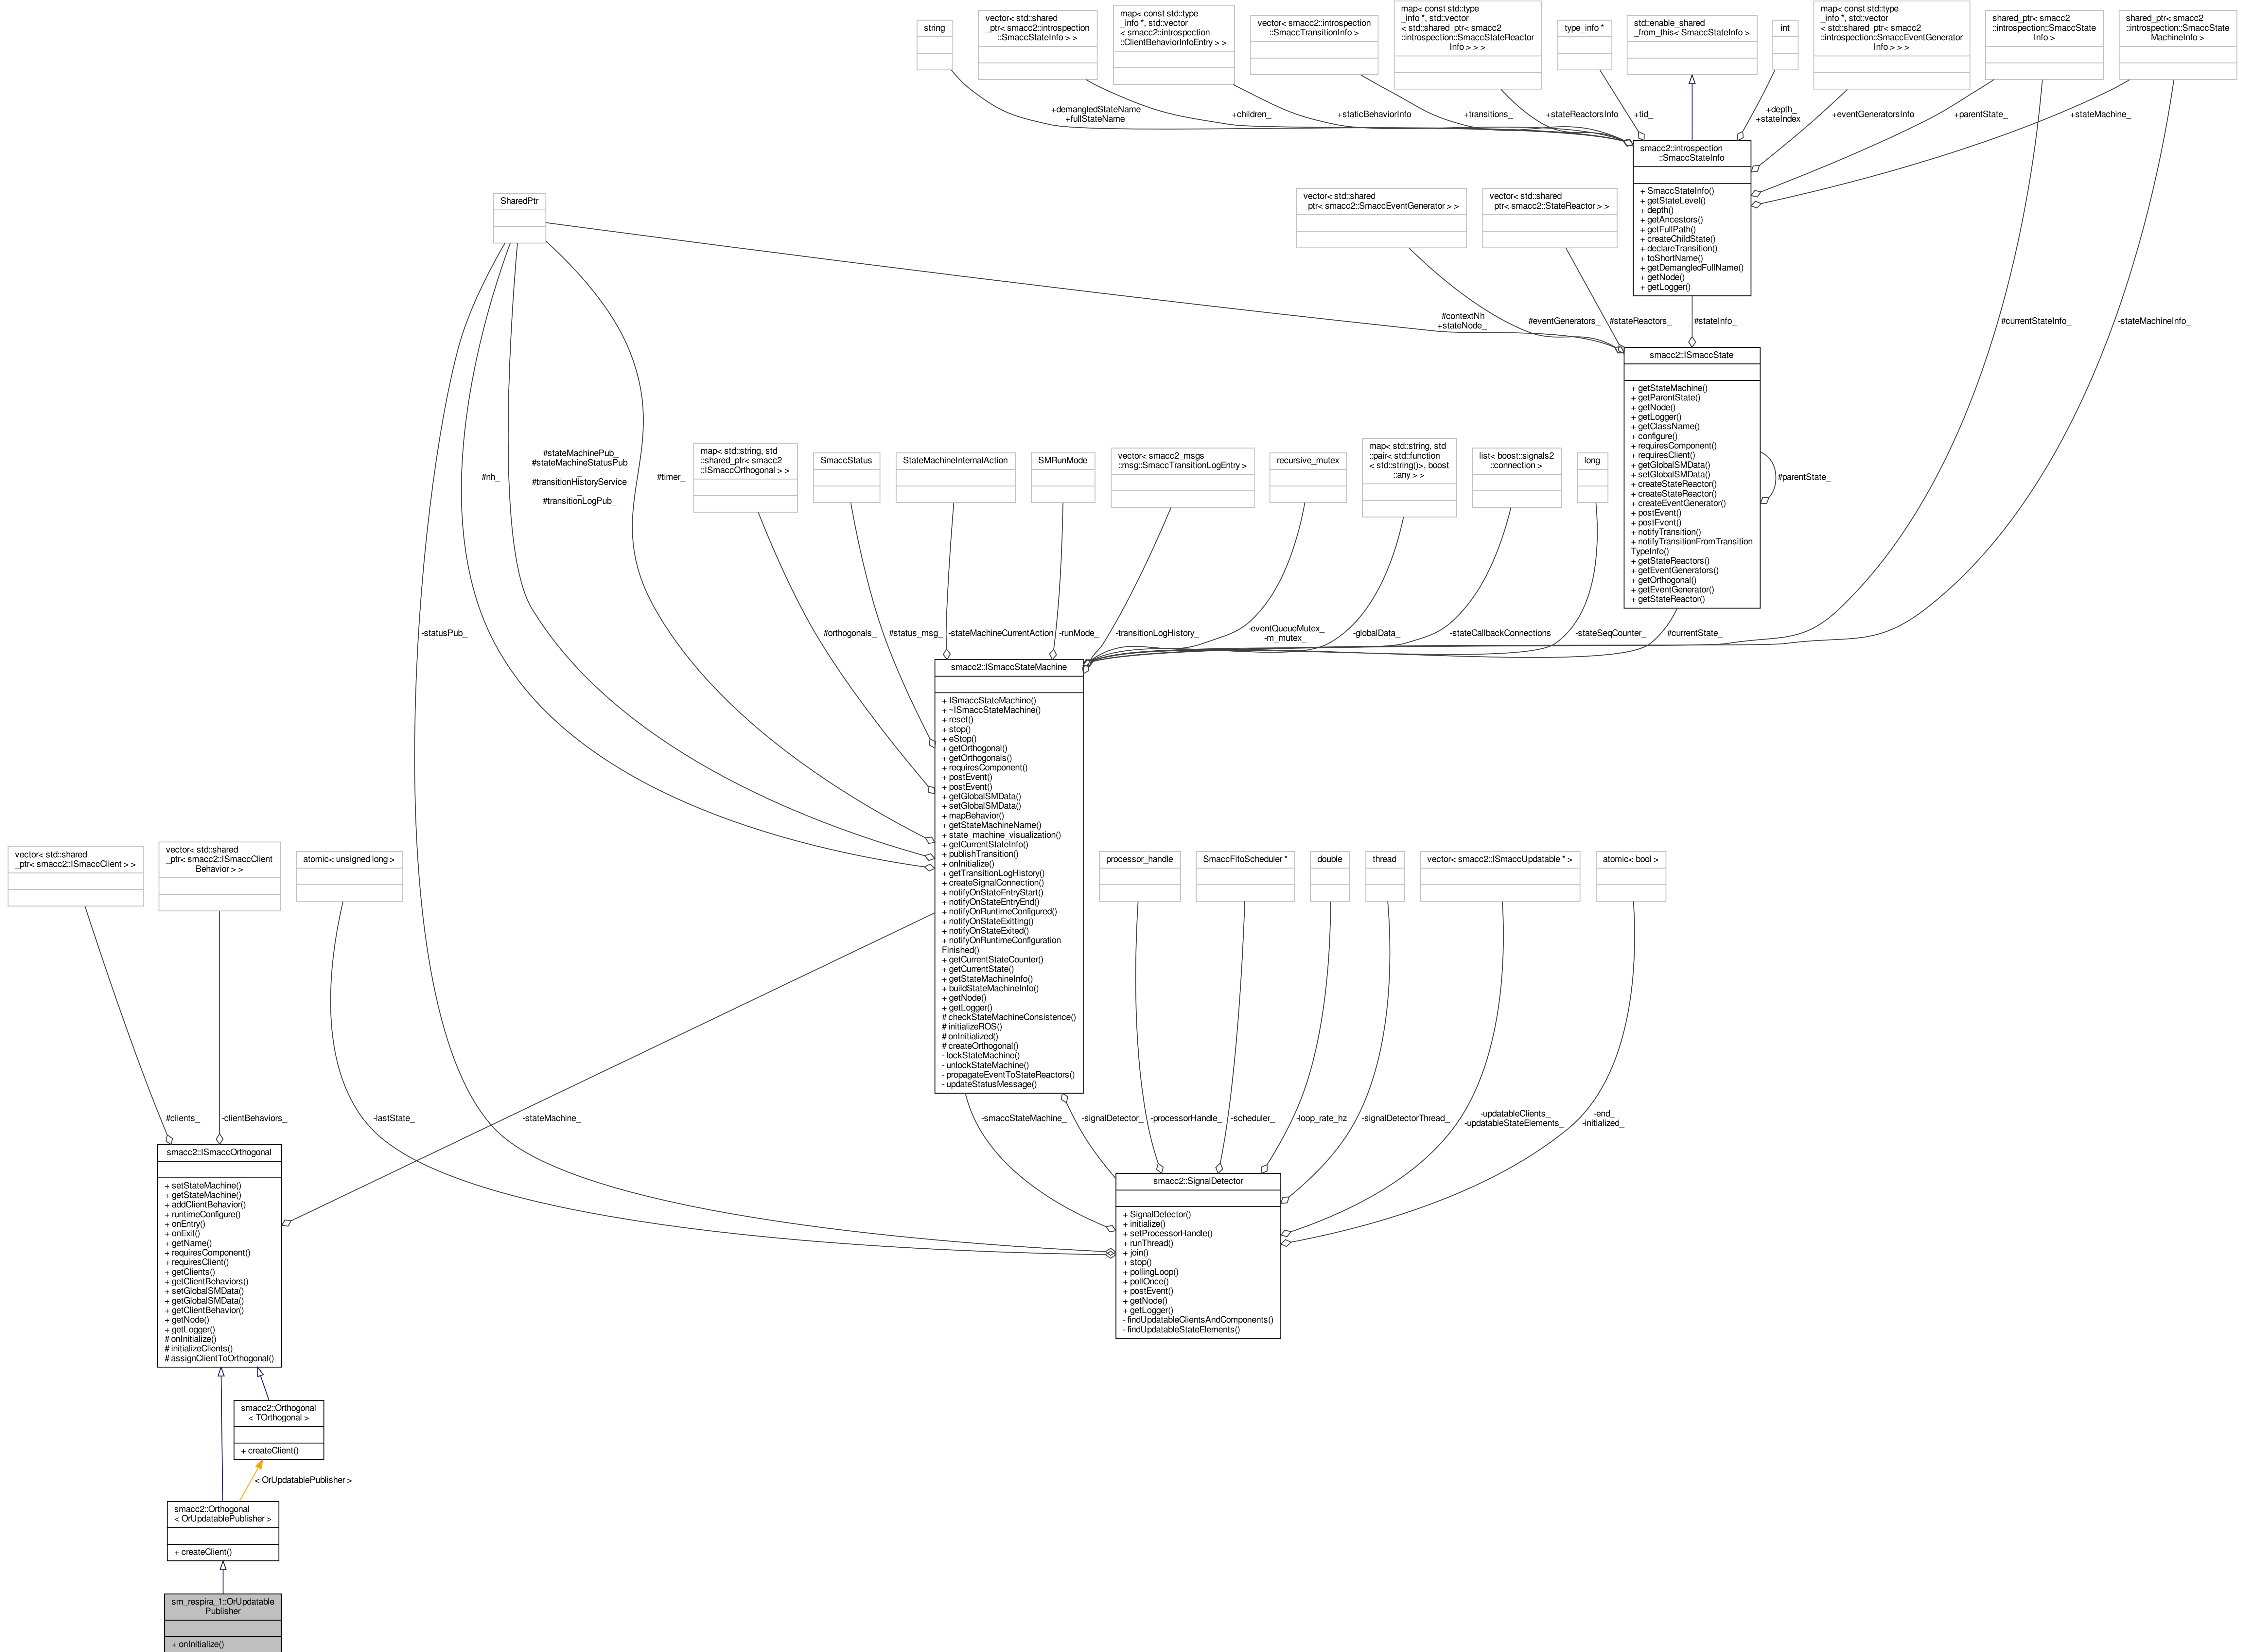 string
vector< std::shared
_ptr< smacc2::introspection
::SmaccStateInfo > >
map< const std::type
_info *, std::vector
< smacc2::introspection
::ClientBehaviorInfoEntry > >
vector< smacc2::introspection
::SmaccTransitionInfo >
map< const std::type
_info *, std::vector
< std::shared_ptr< smacc2
::introspection::SmaccStateReactor
Info > > >
type_info *
std::enable_shared
_from_this< SmaccStateInfo >
int
map< const std::type
_info *, std::vector
< std::shared_ptr< smacc2
::introspection::SmaccEventGenerator
Info > > >
shared_ptr< smacc2
::introspection::SmaccState
Info >
shared_ptr< smacc2
::introspection::SmaccState
MachineInfo >
+demangledStateName
+fullStateName
+children_
+staticBehaviorInfo
+transitions_
+stateReactorsInfo
+tid_
+depth_
+stateIndex_
+eventGeneratorsInfo
+parentState_
+stateMachine_
smacc2::introspection
::SmaccStateInfo
+ SmaccStateInfo()
+ getStateLevel()
+ depth()
+ getAncestors()
+ getFullPath()
+ createChildState()
+ declareTransition()
+ toShortName()
+ getDemangledFullName()
+ getNode()
+ getLogger()
SharedPtr
vector< std::shared
_ptr< smacc2::SmaccEventGenerator > >
vector< std::shared
_ptr< smacc2::StateReactor > >
#contextNh
+stateNode_
#eventGenerators_
#stateReactors_
#stateInfo_
#currentStateInfo_
-stateMachineInfo_
smacc2::ISmaccState
+ getStateMachine()
+ getParentState()
+ getNode()
+ getLogger()
+ getClassName()
+ configure()
+ requiresComponent()
+ requiresClient()
+ getGlobalSMData()
+ setGlobalSMData()
+ createStateReactor()
+ createStateReactor()
+ createEventGenerator()
+ postEvent()
+ postEvent()
+ notifyTransition()
+ notifyTransitionFromTransition
TypeInfo()
+ getStateReactors()
+ getEventGenerators()
+ getOrthogonal()
+ getEventGenerator()
+ getStateReactor()
#parentState_
#nh_
#stateMachinePub_
#stateMachineStatusPub
_
#transitionHistoryService
_
#transitionLogPub_
#timer_
map< std::string, std
::shared_ptr< smacc2
::ISmaccOrthogonal > >
SmaccStatus
StateMachineInternalAction
SMRunMode
vector< smacc2_msgs
::msg::SmaccTransitionLogEntry >
recursive_mutex
map< std::string, std
::pair< std::function
< std::string()>, boost
::any > >
list< boost::signals2
::connection >
long
-statusPub_
#orthogonals_
#status_msg_
-stateMachineCurrentAction
-runMode_
-transitionLogHistory_
-eventQueueMutex_
-m_mutex_
-globalData_
-stateCallbackConnections
-stateSeqCounter_
#currentState_
smacc2::ISmaccStateMachine
+ ISmaccStateMachine()
+ ~ISmaccStateMachine()
+ reset()
+ stop()
+ eStop()
+ getOrthogonal()
+ getOrthogonals()
+ requiresComponent()
+ postEvent()
+ postEvent()
+ getGlobalSMData()
+ setGlobalSMData()
+ mapBehavior()
+ getStateMachineName()
+ state_machine_visualization()
+ getCurrentStateInfo()
+ publishTransition()
+ onInitialize()
+ getTransitionLogHistory()
+ createSignalConnection()
+ notifyOnStateEntryStart()
+ notifyOnStateEntryEnd()
+ notifyOnRuntimeConfigured()
+ notifyOnStateExitting()
+ notifyOnStateExited()
+ notifyOnRuntimeConfiguration
Finished()
+ getCurrentStateCounter()
+ getCurrentState()
+ getStateMachineInfo()
+ buildStateMachineInfo()
+ getNode()
+ getLogger()
# checkStateMachineConsistence()
# initializeROS()
# onInitialized()
# createOrthogonal()
- lockStateMachine()
- unlockStateMachine()
- propagateEventToStateReactors()
- updateStatusMessage()
vector< std::shared
_ptr< smacc2::ISmaccClient > >
vector< std::shared
_ptr< smacc2::ISmaccClient
Behavior > >
atomic< unsigned long >
processor_handle
SmaccFifoScheduler *
double
thread
vector< smacc2::ISmaccUpdatable * >
atomic< bool >
#clients_
-clientBehaviors_
-lastState_
-stateMachine_
-smaccStateMachine_
-signalDetector_
-processorHandle_
-scheduler_
-loop_rate_hz
-signalDetectorThread_
-updatableClients_
-updatableStateElements_
-end_
-initialized_
smacc2::ISmaccOrthogonal
+ setStateMachine()
+ getStateMachine()
+ addClientBehavior()
+ runtimeConfigure()
+ onEntry()
+ onExit()
+ getName()
+ requiresComponent()
+ requiresClient()
+ getClients()
+ getClientBehaviors()
+ setGlobalSMData()
+ getGlobalSMData()
+ getClientBehavior()
+ getNode()
+ getLogger()
# onInitialize()
# initializeClients()
# assignClientToOrthogonal()
smacc2::SignalDetector
+ SignalDetector()
+ initialize()
+ setProcessorHandle()
+ runThread()
+ join()
+ stop()
+ pollingLoop()
+ pollOnce()
+ postEvent()
+ getNode()
+ getLogger()
- findUpdatableClientsAndComponents()
- findUpdatableStateElements()
smacc2::Orthogonal
< TOrthogonal >
+ createClient()
< OrUpdatablePublisher >
smacc2::Orthogonal
< OrUpdatablePublisher >
+ createClient()
sm_respira_1::OrUpdatable
Publisher
+ onInitialize()